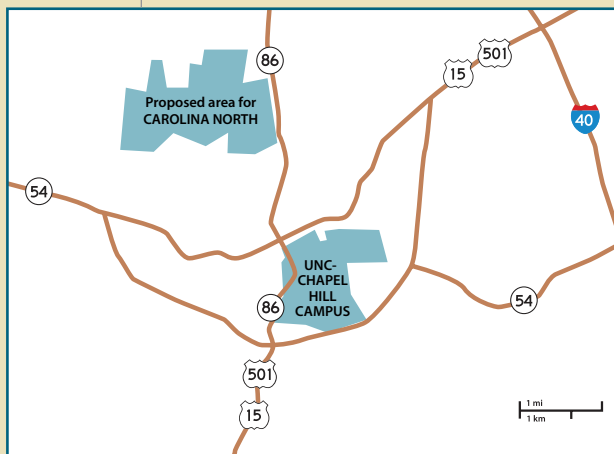 86
501
15
Proposed area for
CAROLINA NORTH
40
54
UNC-
CHAPEL
HILL
CAMPUS
86
54
501
15
1 mi
1 km